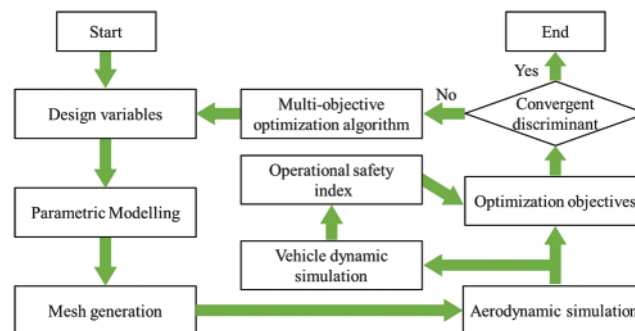 Start
End
Yes
No
Design variables
Multi-objective
optimization algorithm
Convergent
discriminant
Operational safety
index
Parametric Modelling
Optimization objectives
Vehicle dynamic
simulation
Mesh generation
Aerodynamic simulation